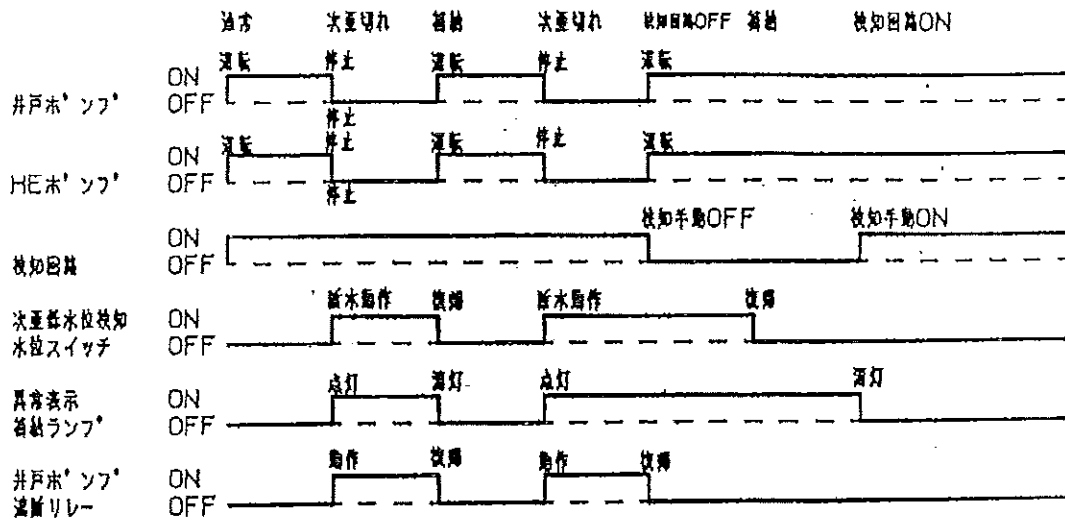 通常 次亜切れ 補給 次亜切れ 検知回路OFF 補給 検知回路ON
運転 停止 運転 停止 運転
ON
井戸ポンプ OFF
停止
運転 停止 運転 停止 運転
ON
HEポンプ OFF
停止
検知手動OFF 検知手動ON
ON
検知回路 OFF
断水動作 復帰 断水動作 復帰
次亜低水位検知 ON
水位スイッチ OFF
点灯 消灯 点灯 消灯
異常表示 ON
補給ランプ OFF
動作 復帰 動作 復帰
井戸ポンプ ON
遮断リレー OFF